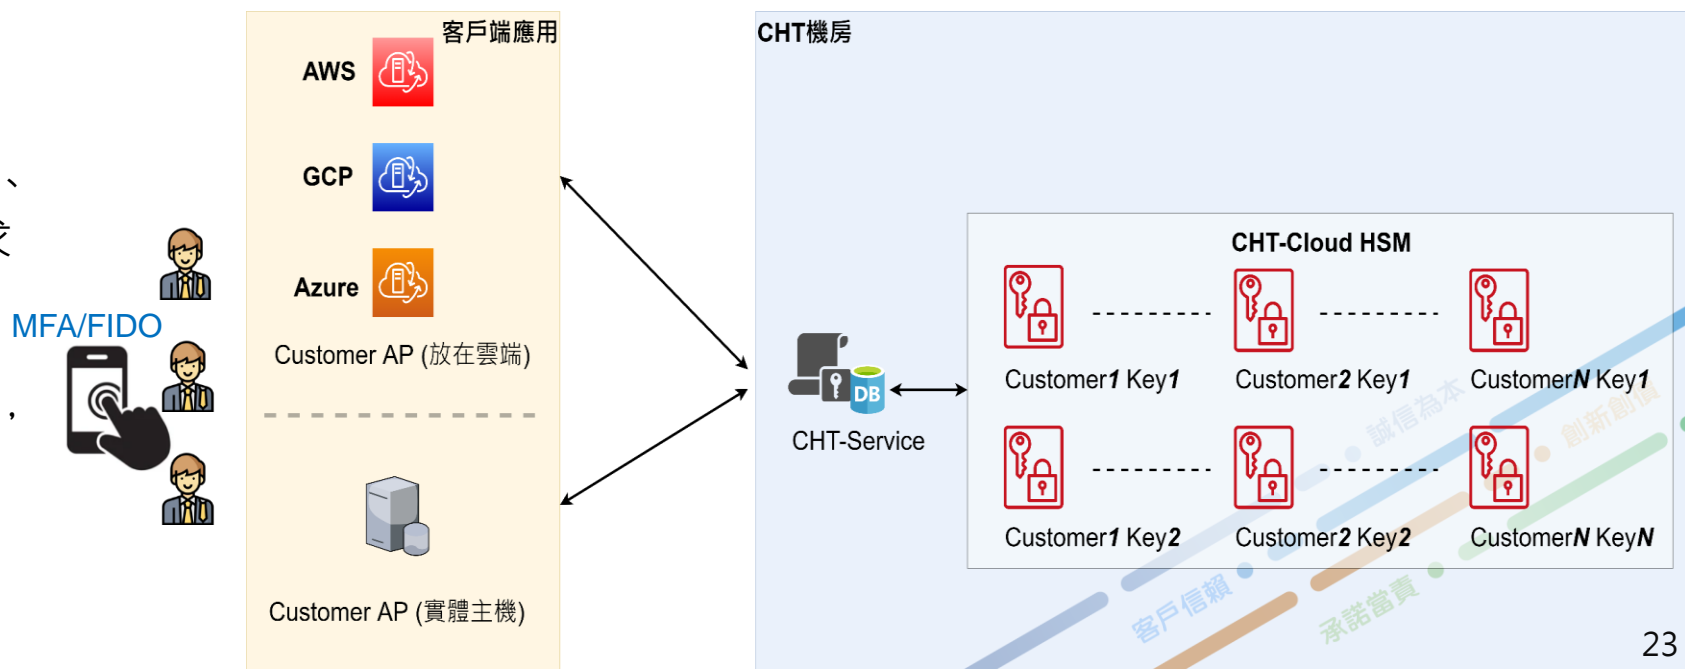 、
MFA/FIDO
，
客戶端應用
AWS
GCP
Azure
Customer AP (放在雲端)
Customer AP (實體主機)
CHT機房
DB
CHT-Service
CHT-Cloud HSM
Customer1 Key1
Customer2 Key1
CustomerN Key1
Customer1 Key2
Customer2 Key2
CustomerN KeyN
誠信為本
創新創價
客戶信賴
承諾當責
23